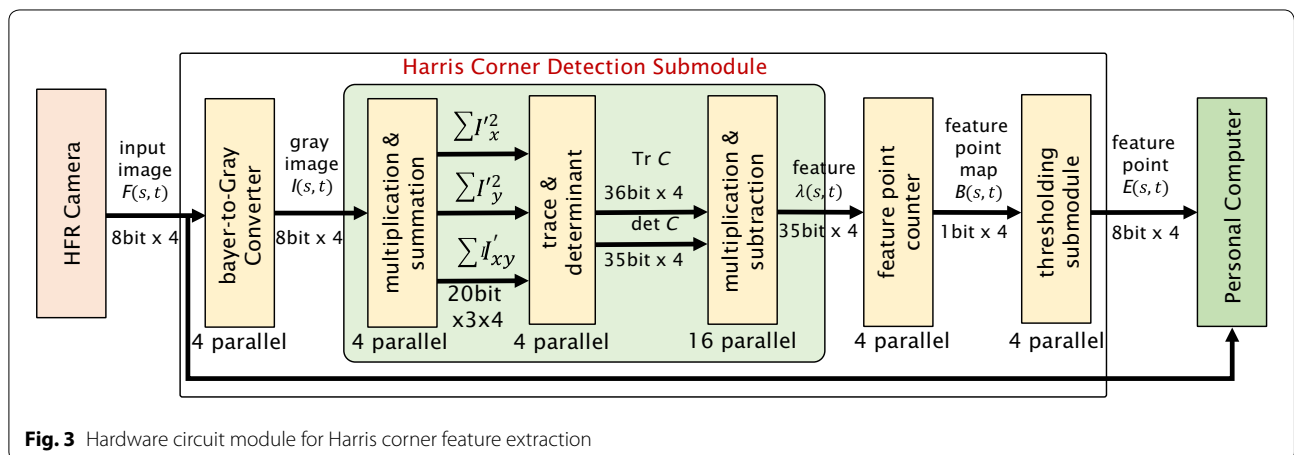 Harris Corner Detection Submodule
HFR Camera
input
image
F(s, t)
8bit x 4
bayer-to-Gray
Converter
4 parallel
gray
image
I(s, t)
8bit x 4
multiplication &
summation
4 parallel
∑I′²ₓ
∑I′²ᵧ
∑I′I′xy
20bit
x3x4
trace &
determinant
4 parallel
Tr C
36bit x 4
det C
35bit x 4
multiplication &
subtraction
16 parallel
feature
λ(s, t)
35bit x 4
feature point
counter
4 parallel
feature
point
map
B(s, t)
1bit x 4
thresholding
submodule
4 parallel
feature
point
E(s, t)
8bit x 4
Personal Computer
Fig. 3 Hardware circuit module for Harris corner feature extraction